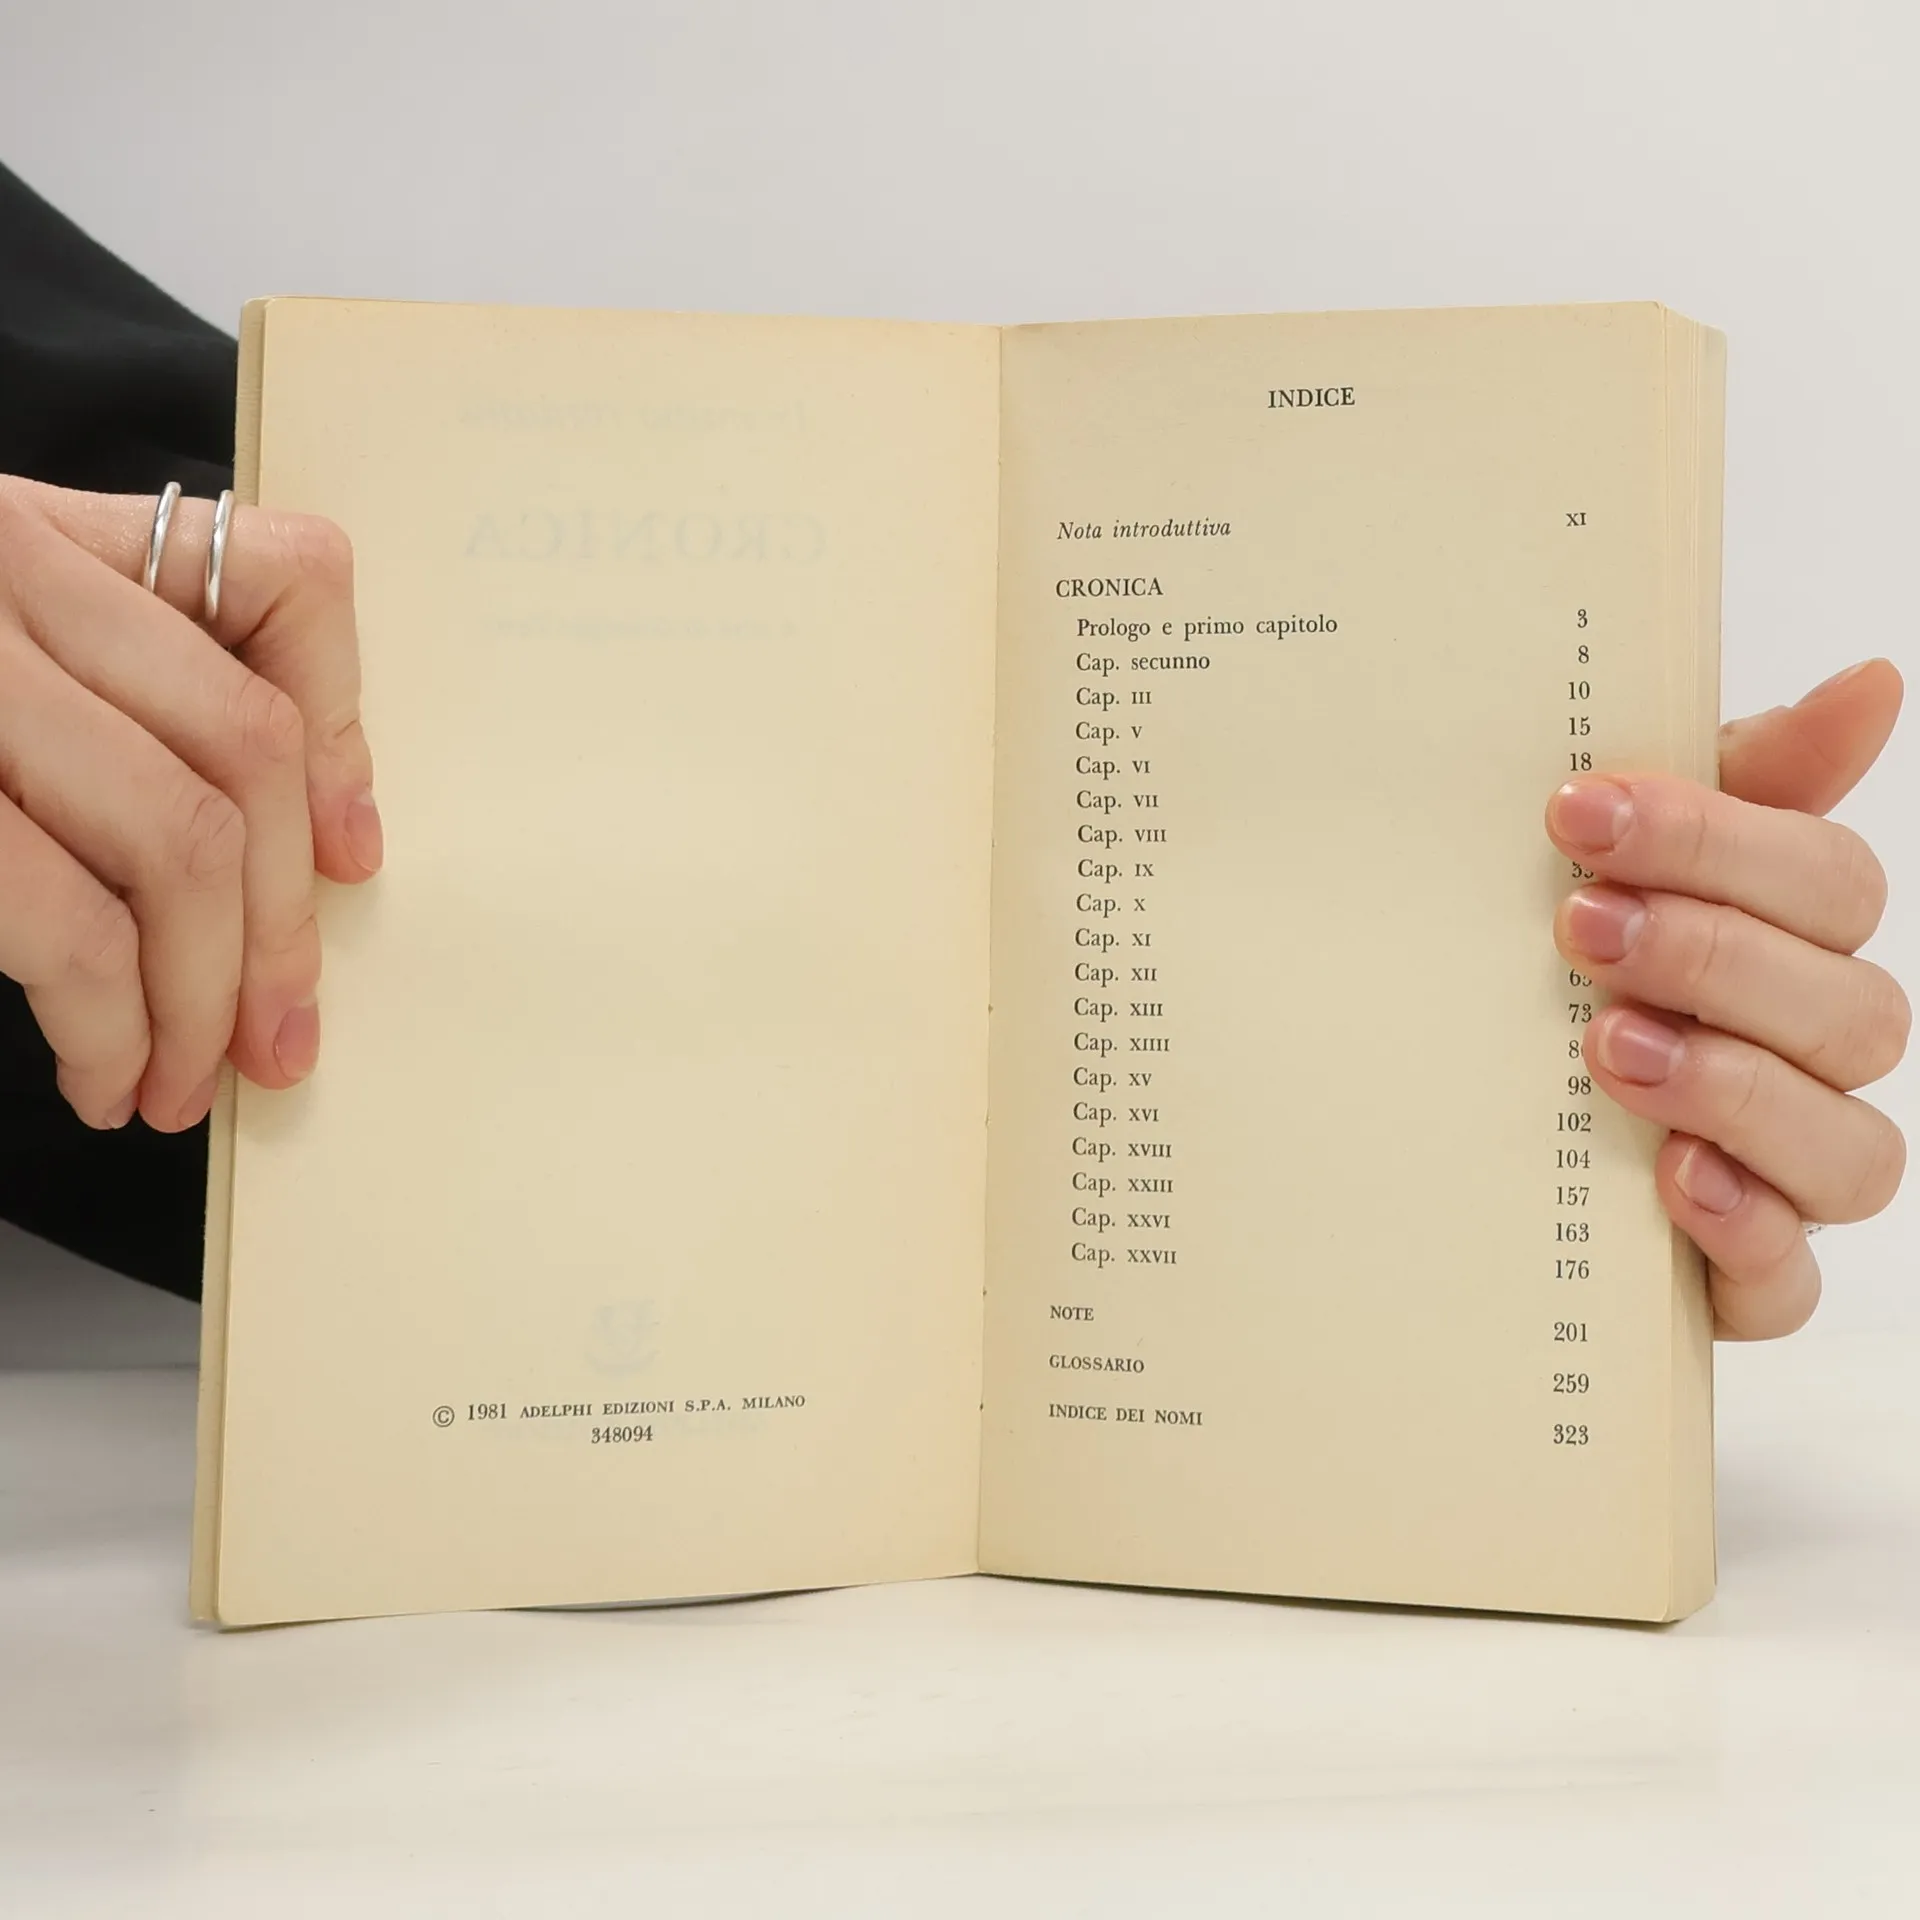 © 1981 ADELPHI EDIZIONI S.P.A. MILANO
348094
INDICE
Nota introduttiva XI
CRONICA
Prologo e primo capitolo 3
Cap. secunno 8
Cap. III 10
Cap. V 15
Cap. VI 18
Cap. VII
Cap. VIII
Cap. IX
Cap. X
Cap. XI
Cap. XII
Cap. XIII 73
Cap. XIIII
Cap. XV 98
Cap. XVI 102
Cap. XVIII 104
Cap. XXIII 157
Cap. XXVI 163
Cap. XXVII 176
NOTE 201
GLOSSARIO 259
INDICE DEI NOMI 323